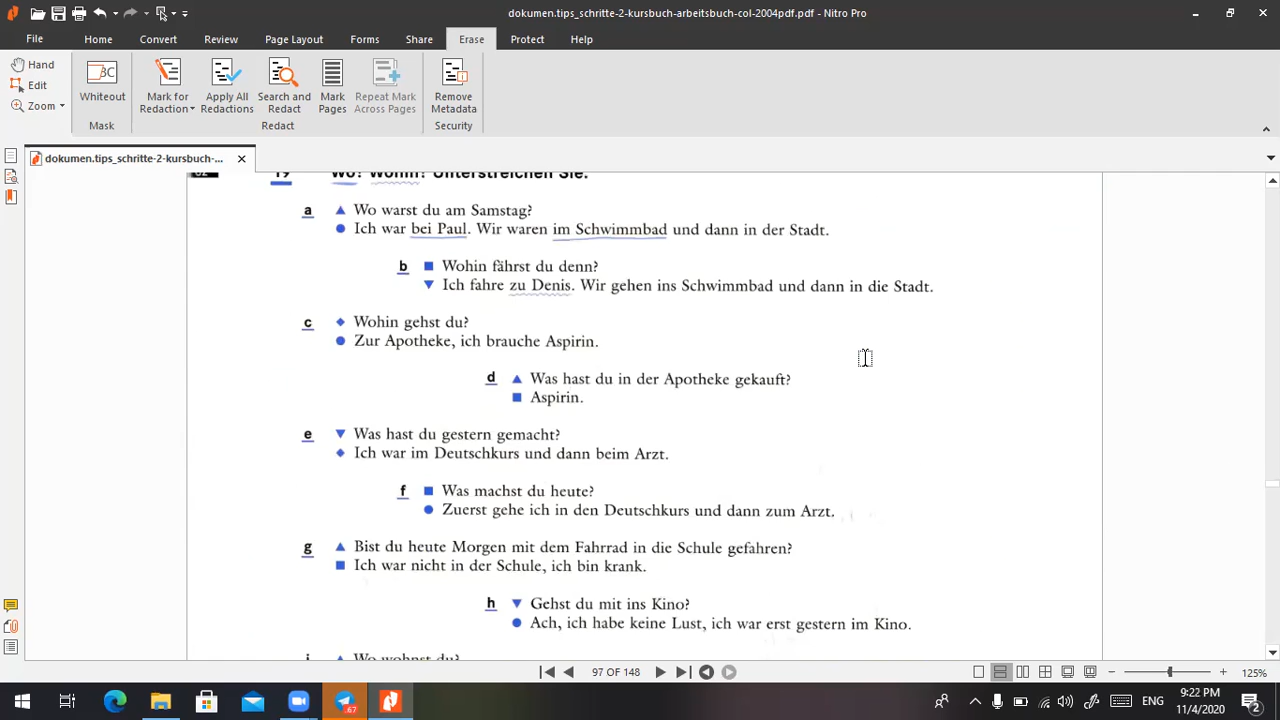 dokumen.tips_schritte-2-kursbuch-arbeitsbuch-col-2004pdf.pdf - Nitro Pro
File Home Convert Review Page Layout Forms Share Erase Protect Help
Hand
Edit
Zoom
Whiteout
Mark for Redaction
Apply All Redactions
Search and Redact
Mark Pages
Repeat Mark Across Pages
Remove Metadata
Mask Redact Security
dokumen.tips_schritte-2-kursbuch-...
19 Wo? Wohin? Unterstreichen Sie.
a Wo warst du am Samstag?
Ich war bei Paul. Wir waren im Schwimmbad und dann in der Stadt.
b Wohin fährst du denn?
Ich fahre zu Denis. Wir gehen ins Schwimmbad und dann in die Stadt.
c Wohin gehst du?
Zur Apotheke, ich brauche Aspirin.
d Was hast du in der Apotheke gekauft?
Aspirin.
e Was hast du gestern gemacht?
Ich war im Deutschkurs und dann beim Arzt.
f Was machst du heute?
Zuerst gehe ich in den Deutschkurs und dann zum Arzt.
g Bist du heute Morgen mit dem Fahrrad in die Schule gefahren?
Ich war nicht in der Schule, ich bin krank.
h Gehst du mit ins Kino?
Ach, ich habe keine Lust, ich war erst gestern im Kino.
i Wo wohnst du?
97 OF 148
125%
67
ENG
9:22 PM
11/4/2020
2